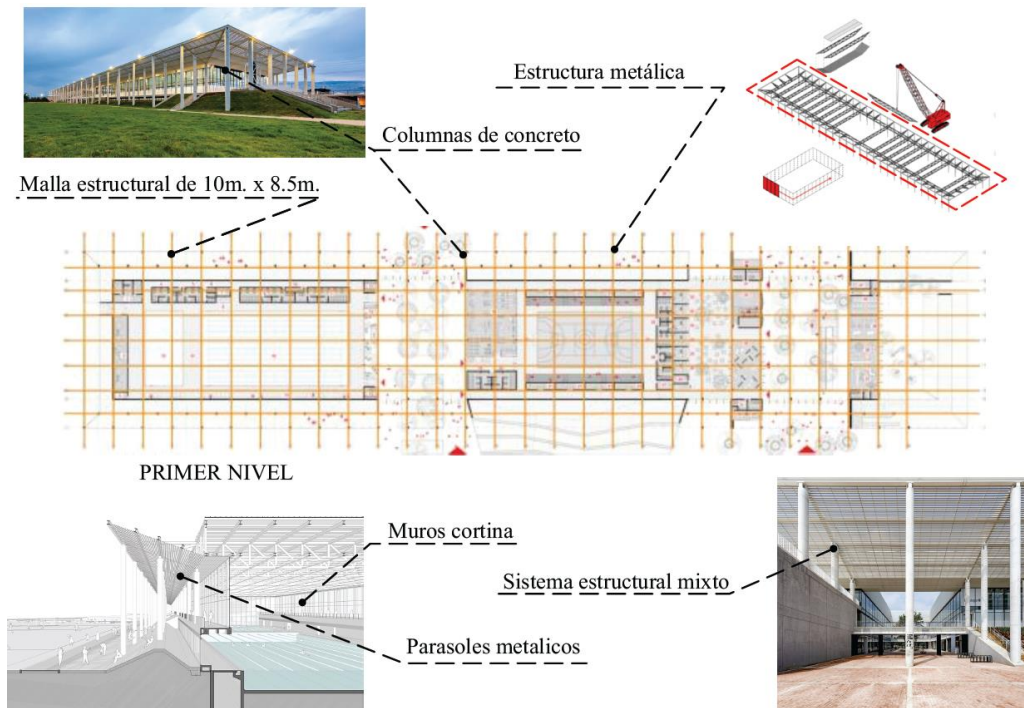 Estructura metálica
Columnas de concreto
Malla estructural de 10m. x 8.5m.
PRIMER NIVEL
Muros cortina
Sistema estructural mixto
Parasoles metalicos